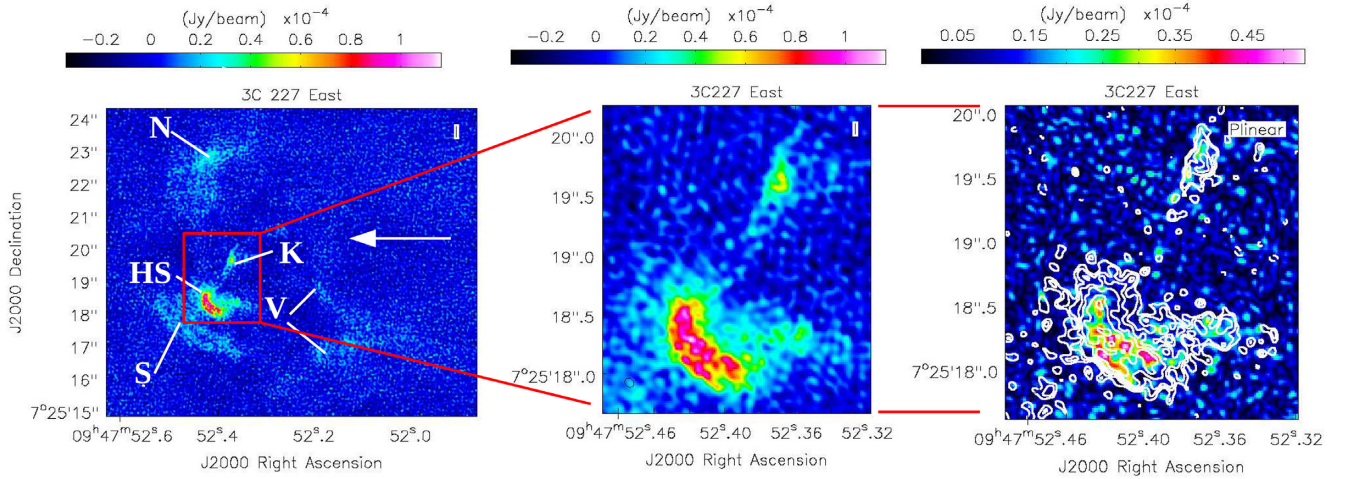 (Jy/beam) x10⁻⁴
−0.2 0 0.2 0.4 0.6 0.8 1
3C 227 East
I
24"
23"
22"
21"
20"
19"
18"
17"
16"
7°25'15"
J2000 Declination
N
K
HS
V
S
09ʰ47ᵐ52ˢ.6 52ˢ.4 52ˢ.2 52ˢ.0
J2000 Right Ascension
(Jy/beam) x10⁻⁴
−0.2 0 0.2 0.4 0.6 0.8 1
3C227 East
I
20".0
19".5
19".0
18".5
7°25'18".0
09ʰ47ᵐ52ˢ.46 52ˢ.40 52ˢ.36 52ˢ.32
J2000 Right Ascension
(Jy/beam) x10⁻⁴
0.05 0.15 0.25 0.35 0.45
3C227 East
Plinear
20".0
19".5
19".0
18".5
7°25'18".0
09ʰ47ᵐ52ˢ.46 52ˢ.40 52ˢ.36 52ˢ.32
J2000 Right Ascension